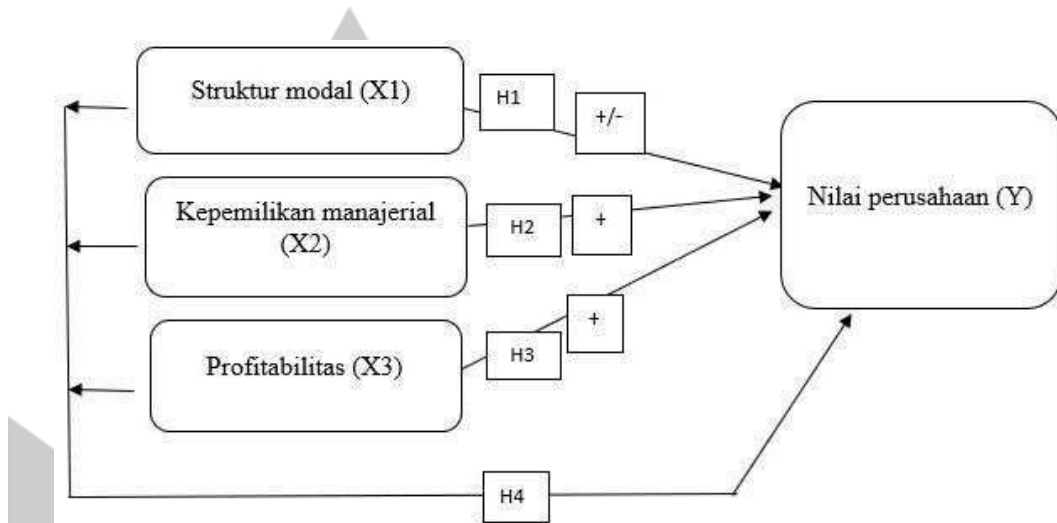 Struktur modal (X1)
H1
+/-
Kepemilikan manajerial
(X2)
H2
+
Nilai perusahaan (Y)
Profitabilitas (X3)
H3
+
H4